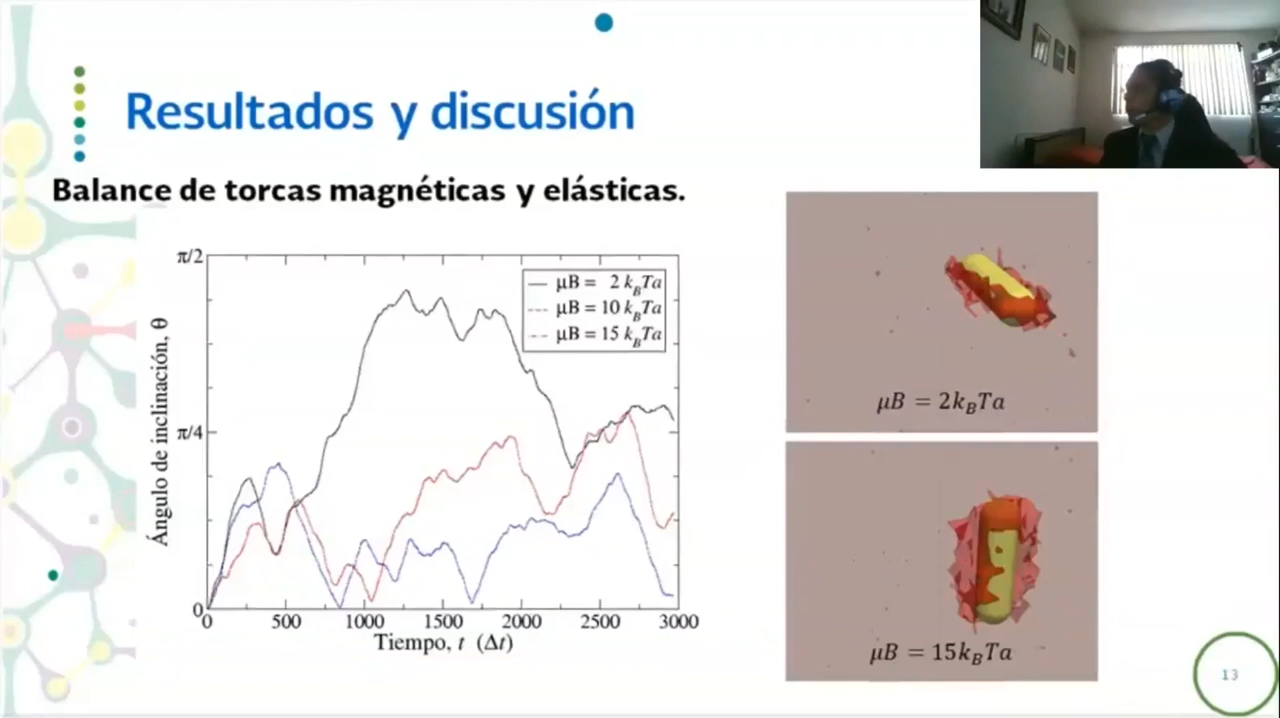 Resultados y discusión
Balance de torcas magnéticas y elásticas.
π/2
π/4
0
Ángulo de inclinación, θ
μB = 2 k_BTa
μB = 10 k_BTa
μB = 15 k_BTa
0 500 1000 1500 2000 2500 3000
Tiempo, t (Δt)
μB = 2k_BTa
μB = 15k_BTa
13